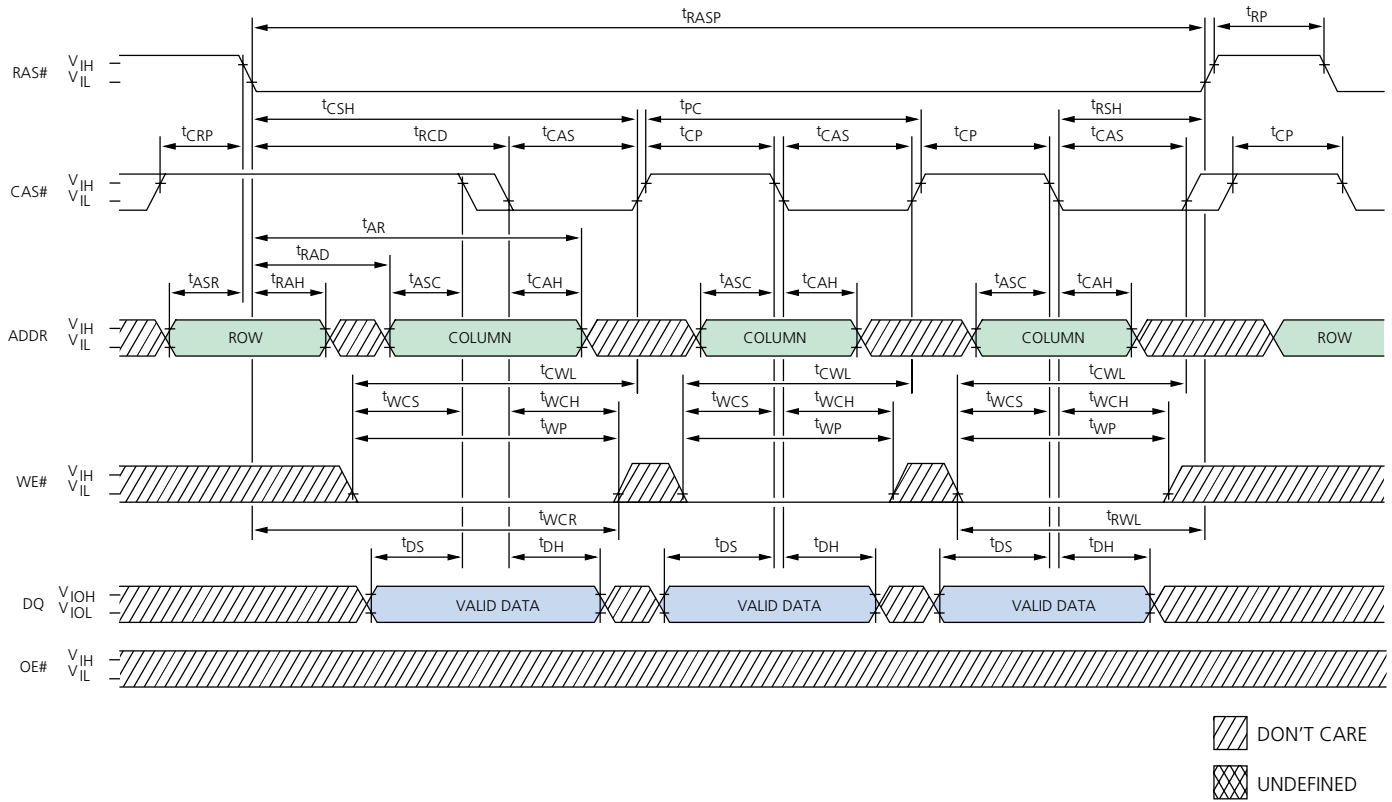 tRASP tRP
RAS# VIH
VIL
tCSH tPC tRSH
tCRP tRCD tCAS tCP tCAS tCP tCAS tCP
CAS# VIH
VIL
tAR
tRAD
tASR tRAH tASC tCAH tASC tCAH tASC tCAH
ADDR VIH
VIL
ROW COLUMN COLUMN COLUMN ROW
tCWL tCWL tCWL
tWCS tWCH tWCS tWCH tWCS tWCH
tWP tWP tWP
WE# VIH
VIL
tWCR tRWL
tDS tDH tDS tDH tDS tDH
DQ VIOH
VIOL
VALID DATA VALID DATA VALID DATA
OE# VIH
VIL
DON'T CARE
UNDEFINED